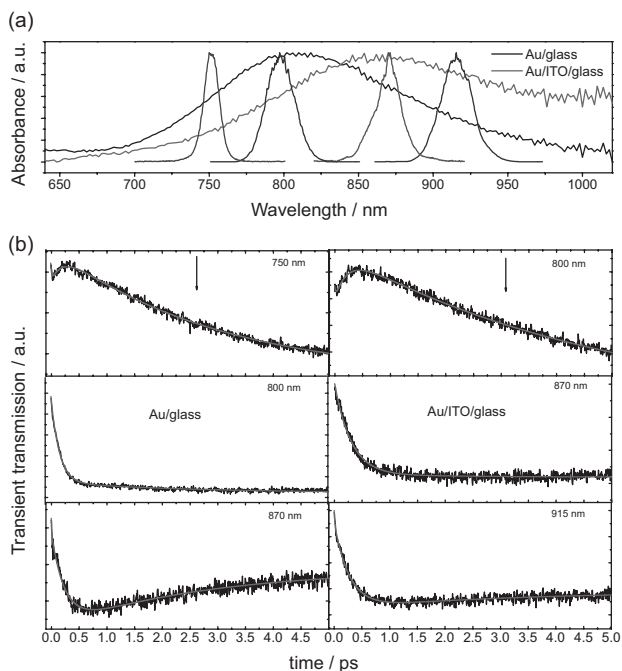 (a)
Absorbance / a.u.
Au/glass
Au/ITO/glass
650 700 750 800 850 900 950 1000
Wavelength / nm
(b)
Transient transmission / a.u.
750 nm
800 nm
800 nm
Au/glass
870 nm
Au/ITO/glass
870 nm
915 nm
0.0 0.5 1.0 1.5 2.0 2.5 3.0 3.5 4.0 4.5
0.0 0.5 1.0 1.5 2.0 2.5 3.0 3.5 4.0 4.5 5.0
time / ps